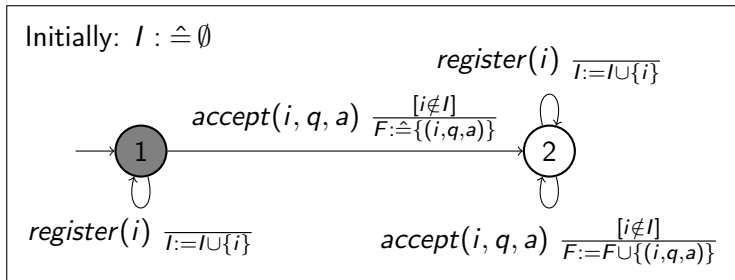 Initially: I :≙ ∅
register(i) / I:=I∪{i}
accept(i, q, a) [i∉I] / F:≙{(i,q,a)}
1
2
register(i) / I:=I∪{i}
accept(i, q, a) [i∉I] / F:=F∪{(i,q,a)}